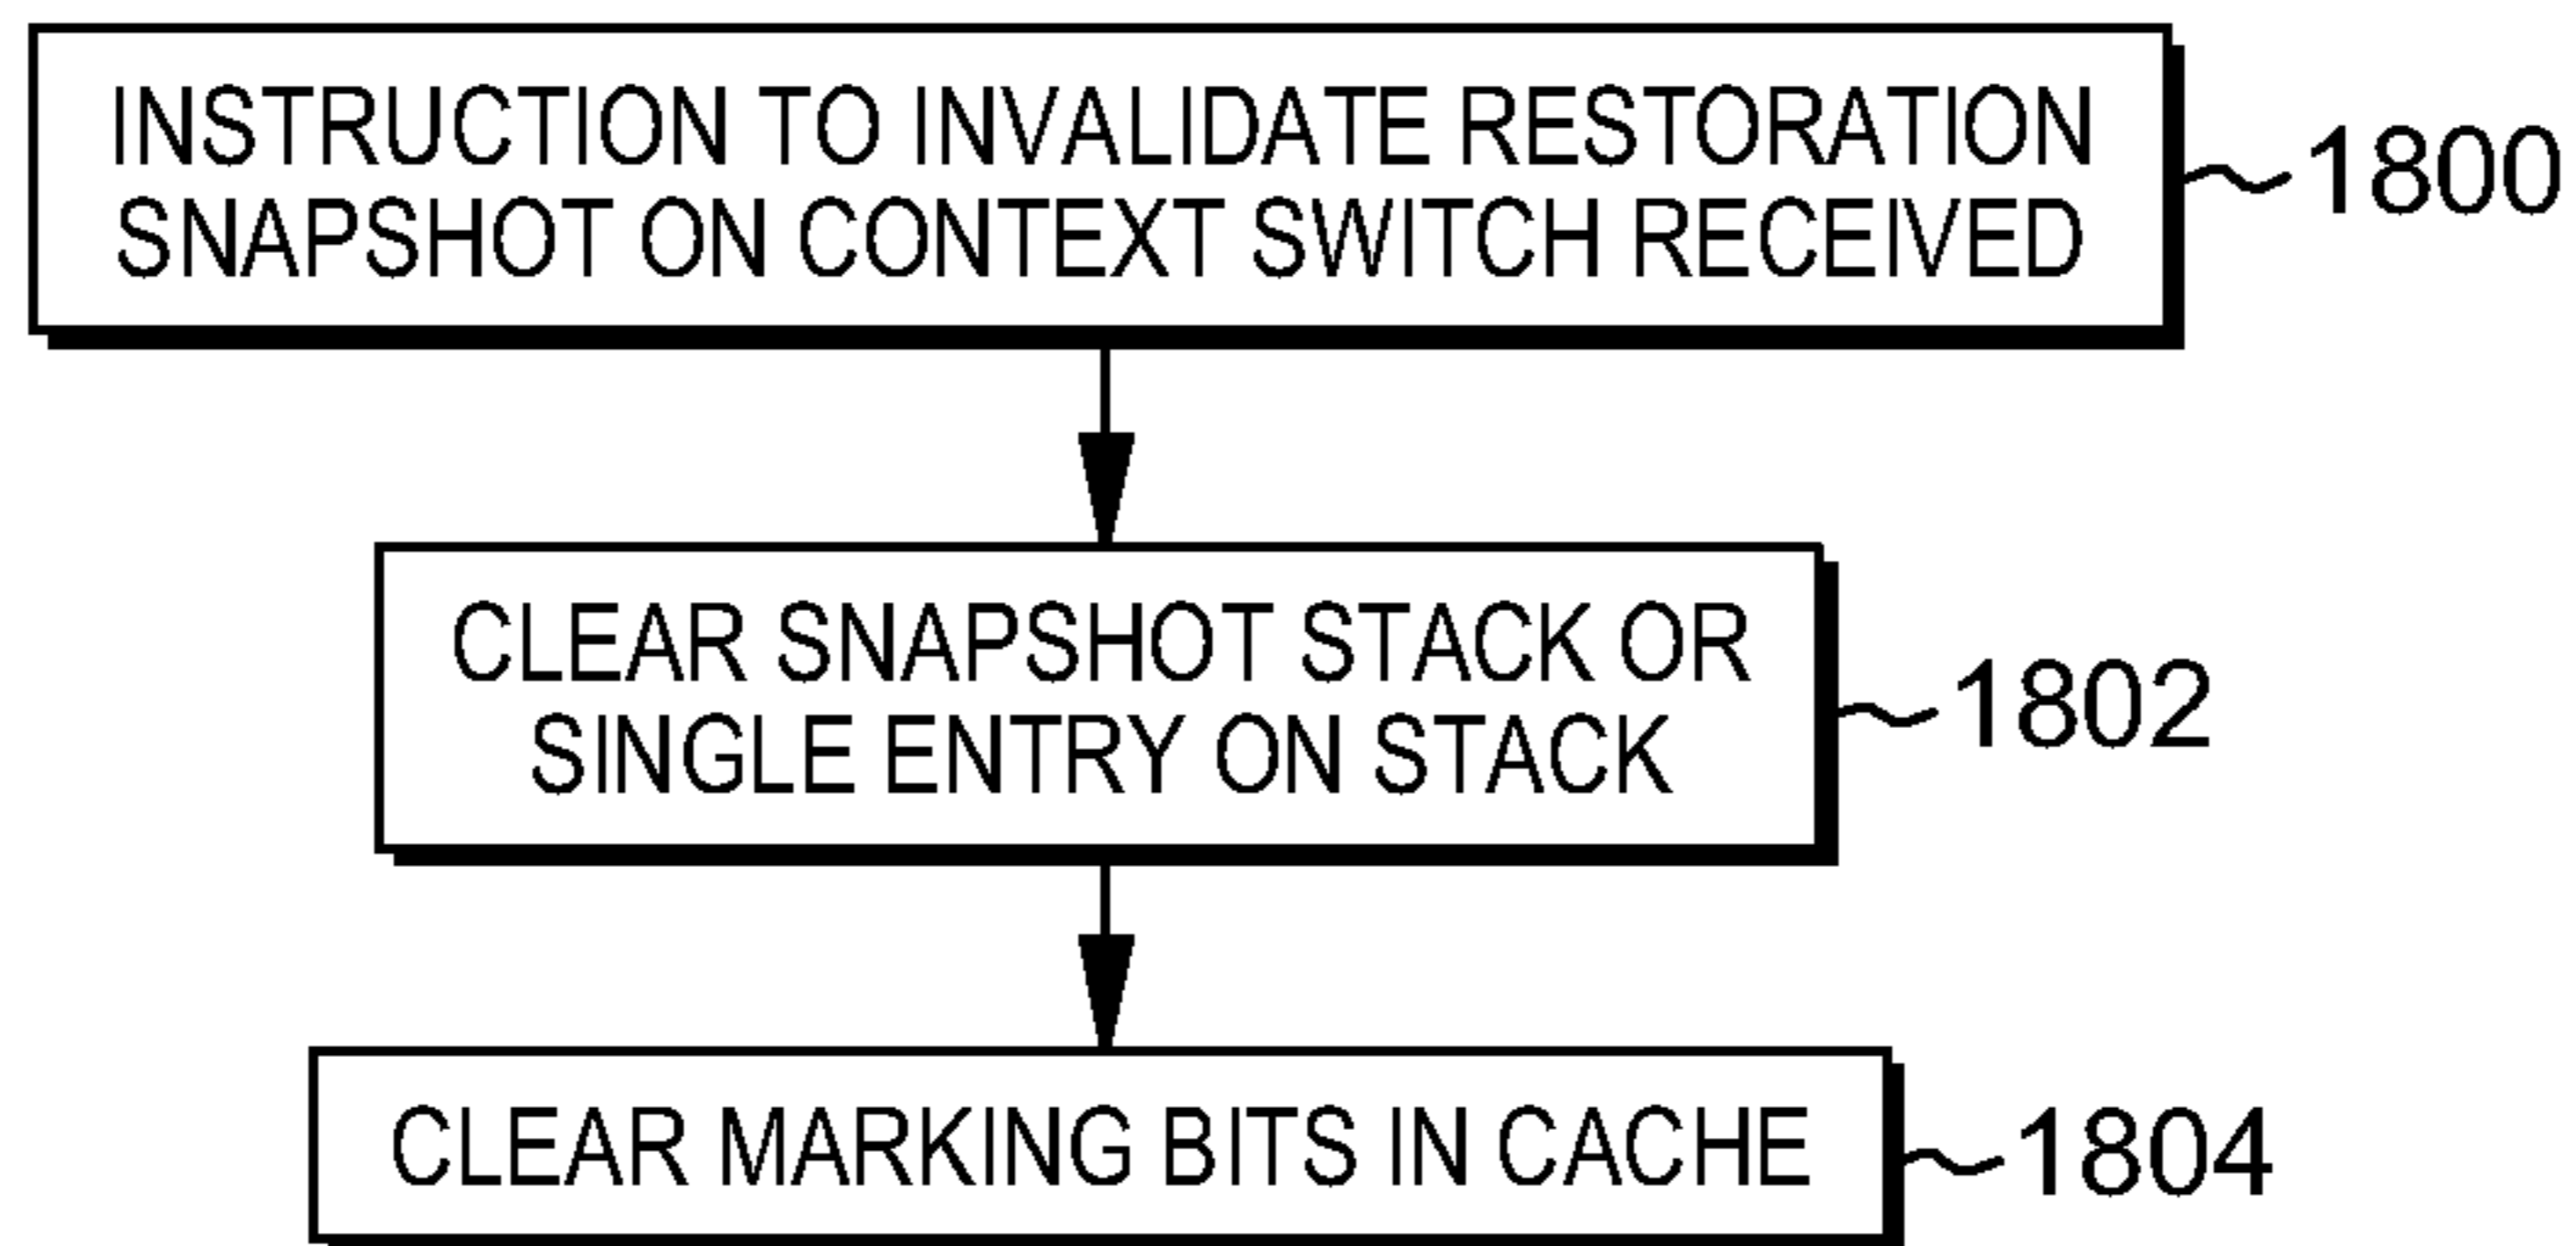 INSTRUCTION TO INVALIDATE RESTORATION
SNAPSHOT ON CONTEXT SWITCH RECEIVED
1800
CLEAR SNAPSHOT STACK OR
SINGLE ENTRY ON STACK
1802
CLEAR MARKING BITS IN CACHE
1804